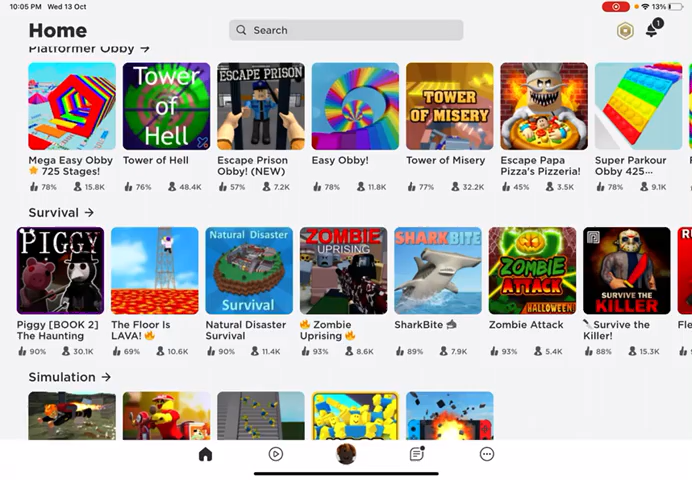 10:05 PM Wed 13 Oct
13%
Home
Search
1
Platformer Obby →
Tower of Hell
ESCAPE PRISON
TOWER OF MISERY
Mega Easy Obby ⭐ 725 Stages!
78% 15.8K
Tower of Hell
76% 48.4K
Escape Prison Obby! (NEW)
57% 7.2K
Easy Obby!
78% 11.8K
Tower of Misery
77% 32.2K
Escape Papa Pizza's Pizzeria!
45% 3.5K
Super Parkour Obby 425...
78% 9.1K
Survival →
PIGGY
Natural Disaster Survival
ZOMBIE UPRISING
SHARKBITE
ZOMBIE ATTACK HALLOWEEN!
SURVIVE THE KILLER
Piggy [BOOK 2] The Haunting
90% 30.1K
The Floor Is LAVA! 🔥
69% 10.6K
Natural Disaster Survival
90% 11.4K
🔥 Zombie Uprising 🔥
93% 8.6K
SharkBite 🦈
89% 7.9K
Zombie Attack
93% 5.4K
🔪Survive the Killer!
88% 15.3K
Simulation →